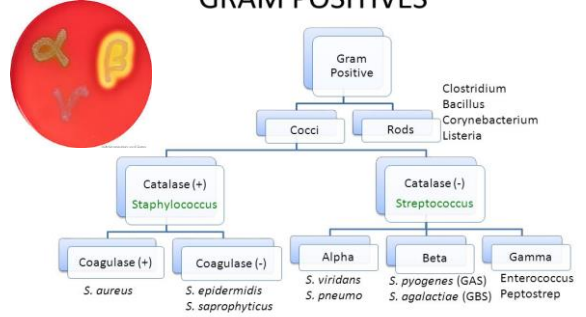 GRAM POSITIVES
α
β
γ
Gram
Positive
Clostridium
Bacillus
Corynebacterium
Listeria
Cocci
Rods
Catalase (+)
Staphylococcus
Catalase (-)
Streptococcus
Coagulase (+)
Coagulase (-)
Alpha
Beta
Gamma
S. aureus
S. epidermidis
S. saprophyticus
S. viridans
S. pneumo
S. pyogenes (GAS)
S. agalactiae (GBS)
Enterococcus
Peptostrep